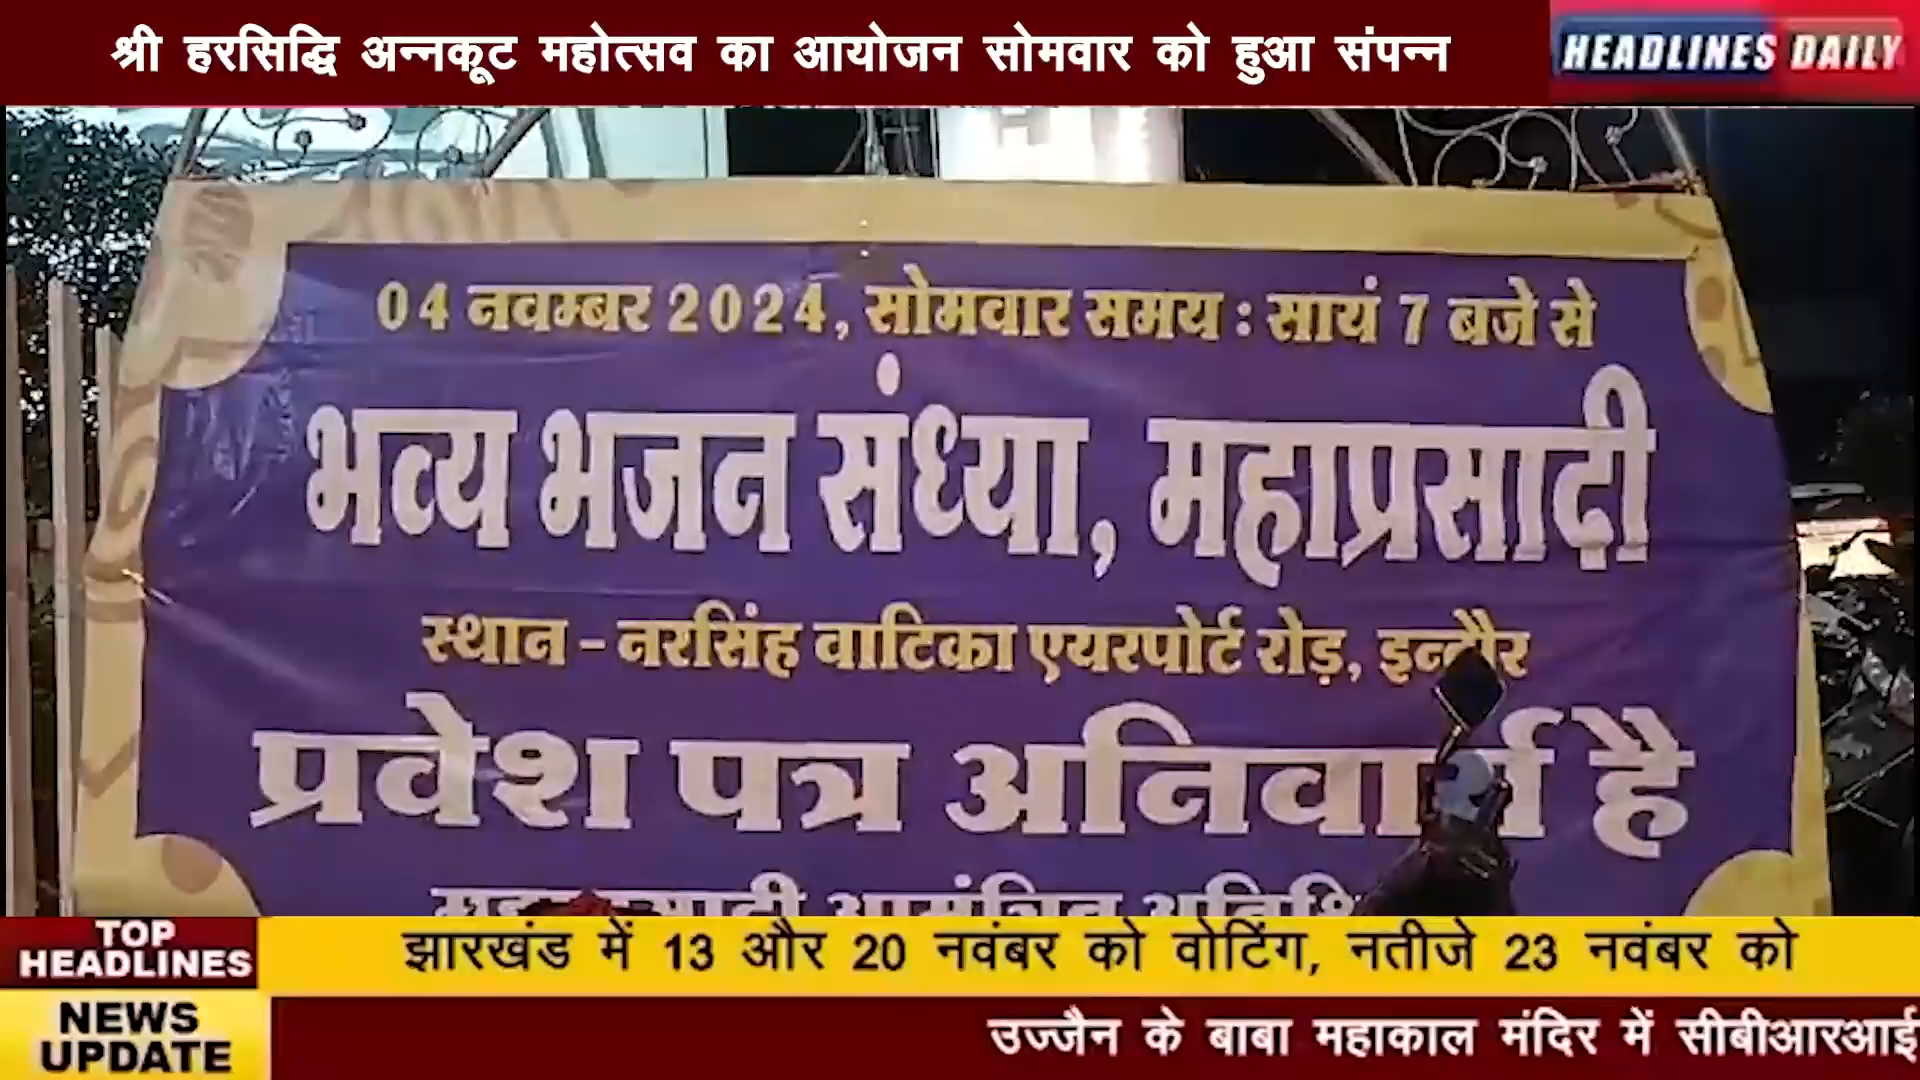 श्री हरसिद्धि अन्नकूट महोत्सव का आयोजन सोमवार को हुआ संपन्न
HEADLINES DAILY
04 नवम्बर 2024, सोमवार समय : सायं 7 बजे से
भव्य भजन संध्या, महाप्रसादी
स्थान - नरसिंह वाटिका एयरपोर्ट रोड़, इन्दौर
प्रवेश पत्र अनिवार्य है
TOP HEADLINES
झारखंड में 13 और 20 नवंबर को वोटिंग, नतीजे 23 नवंबर को
NEWS UPDATE
उज्जैन के बाबा महाकाल मंदिर में सीबीआरआई